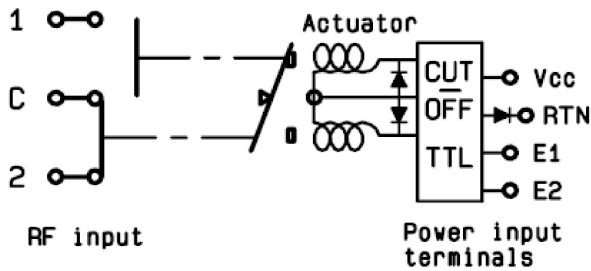 1
Actuator
CUT
Vcc
C
OFF
RTN
TTL
E1
2
E2
RF input
Power input
terminals